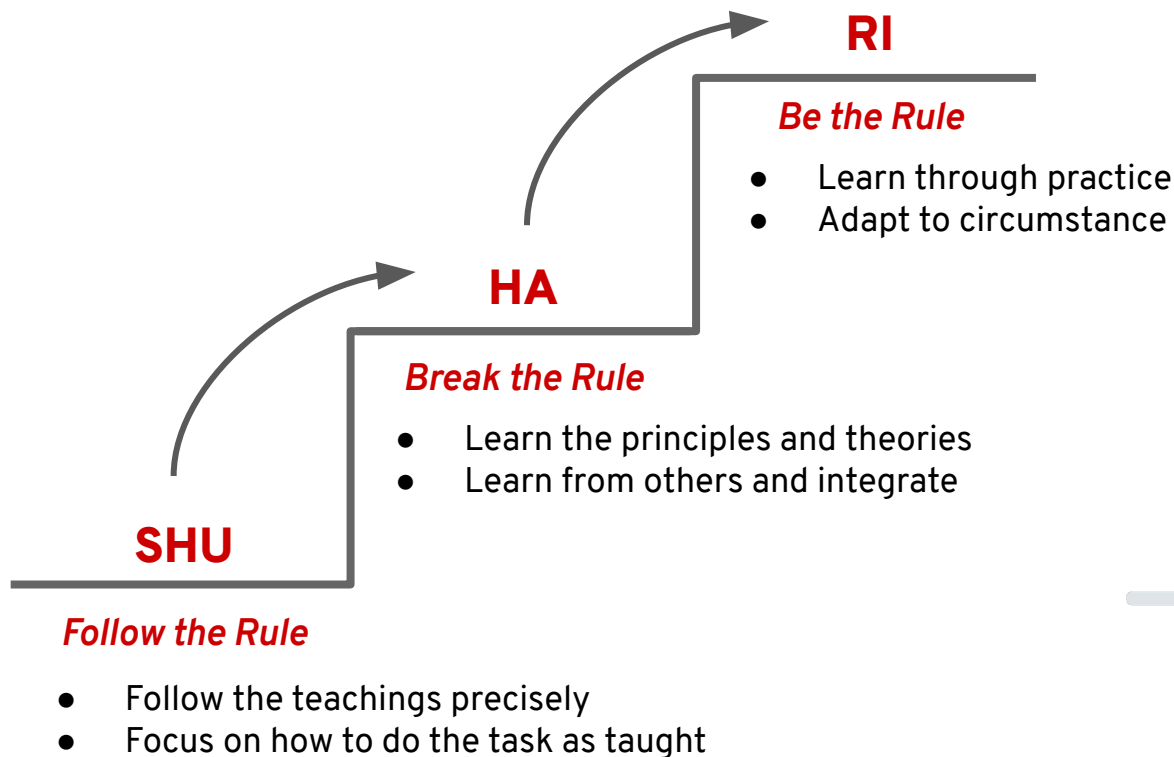 RI
Be the Rule
● Learn through practice
● Adapt to circumstance
HA
Break the Rule
● Learn the principles and theories
● Learn from others and integrate
SHU
Follow the Rule
● Follow the teachings precisely
● Focus on how to do the task as taught